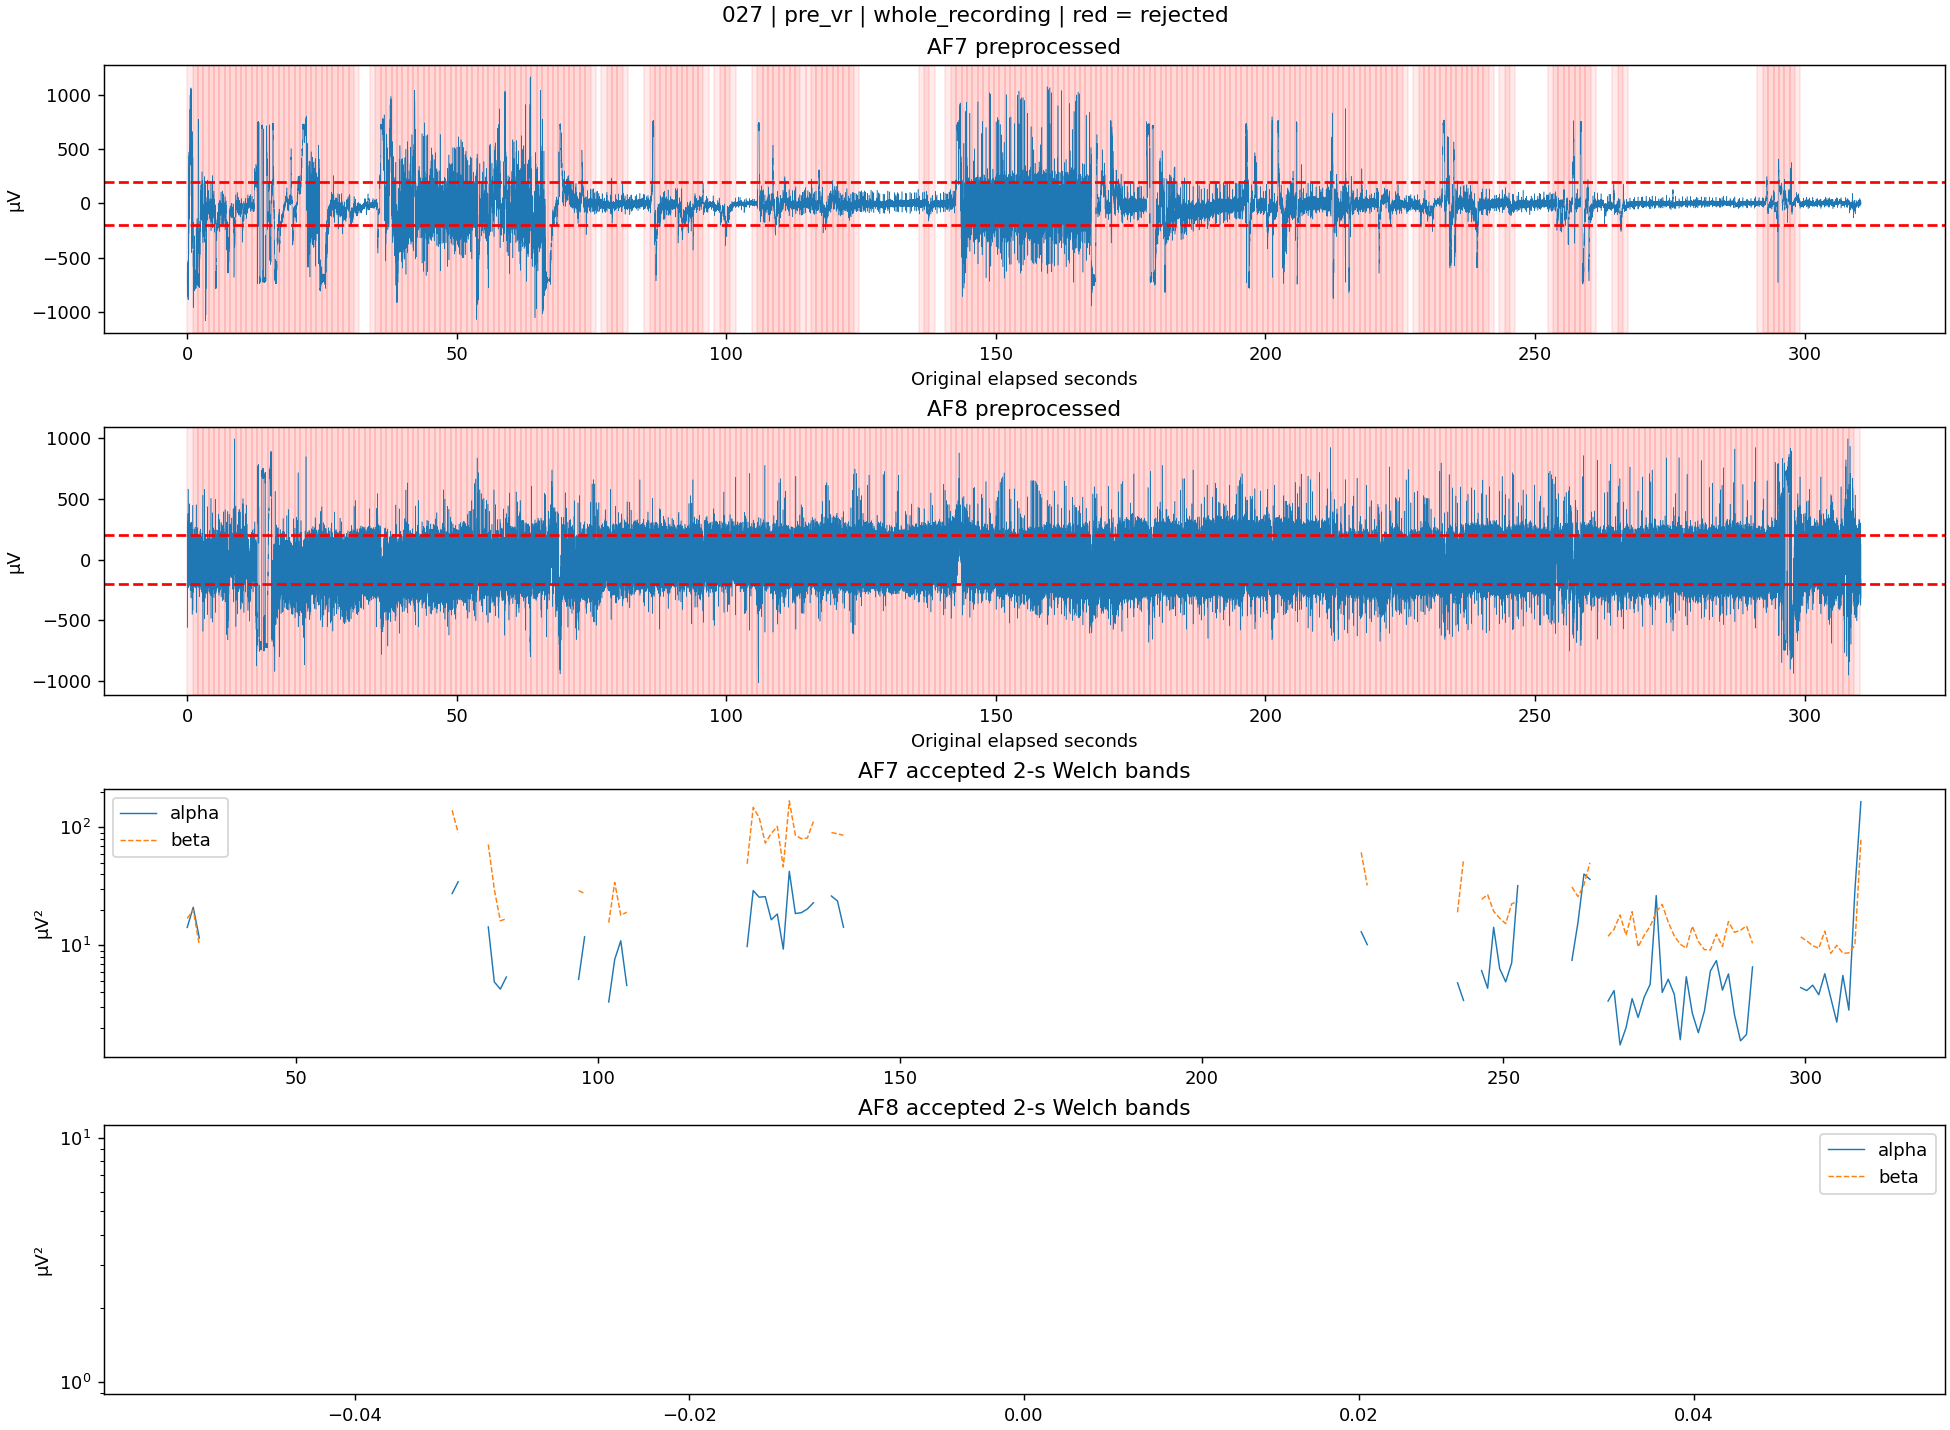 027 | pre_vr | whole_recording | red = rejected
AF7 preprocessed
µV
1000
500
0
−500
−1000
0 50 100 150 200 250 300
Original elapsed seconds
AF8 preprocessed
µV
1000
500
0
−500
−1000
0 50 100 150 200 250 300
Original elapsed seconds
AF7 accepted 2-s Welch bands
µV²
10²
10¹
alpha
beta
50 100 150 200 250 300
AF8 accepted 2-s Welch bands
µV²
10¹
10⁰
alpha
beta
−0.04 −0.02 0.00 0.02 0.04